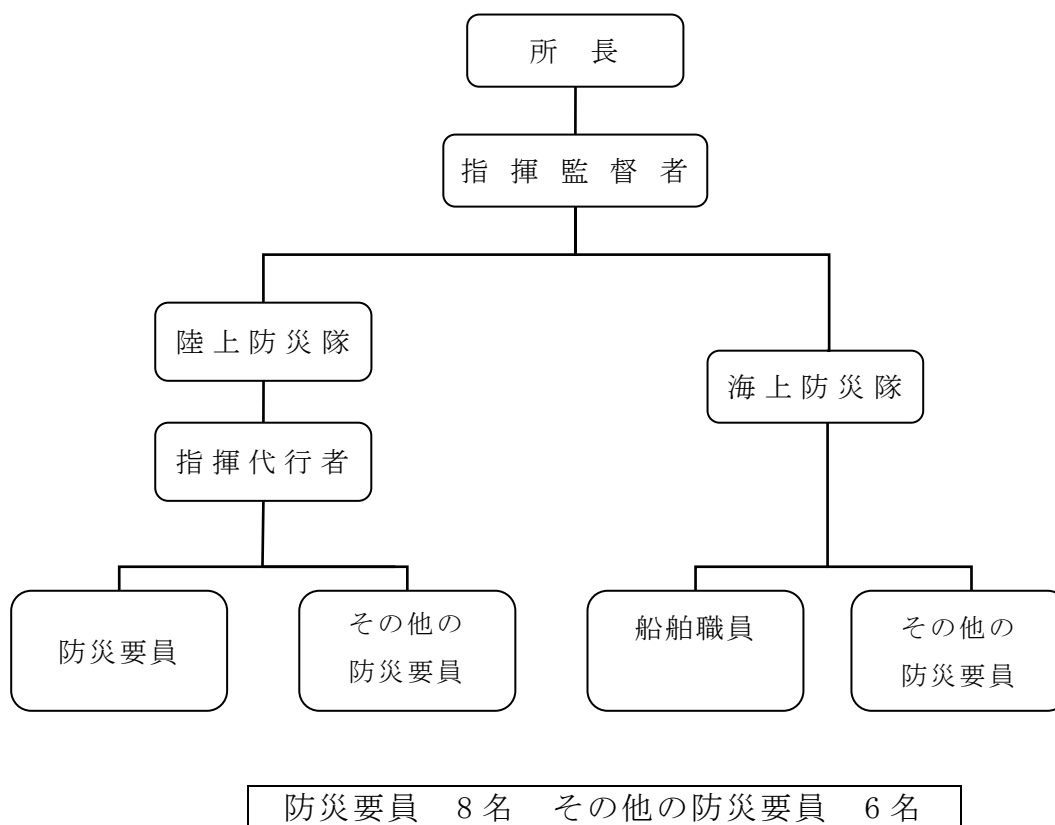 所 長
指揮監督者
陸上防災隊
海上防災隊
指揮代行者
防災要員
その他の
防災要員
船舶職員
その他の
防災要員
防災要員 8名 その他の防災要員 6名